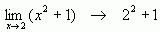 lim x→2 (x² + 1) → 2² + 1